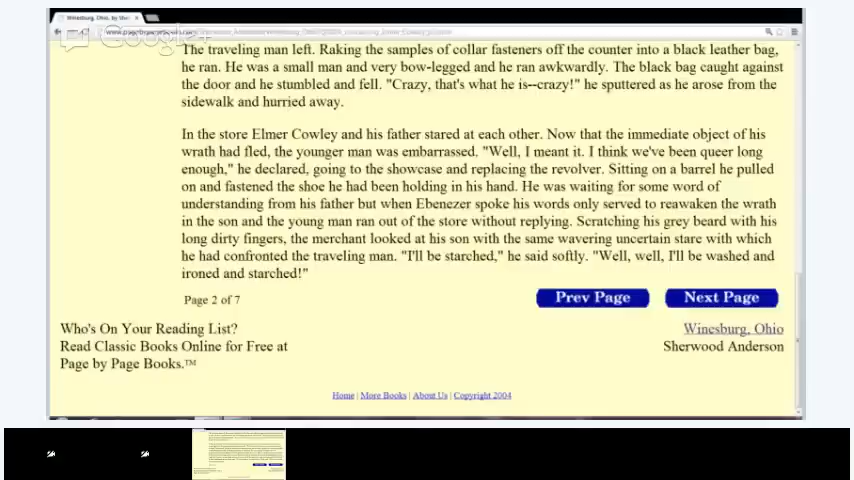 Winesburg, Ohio, by Sher
Google+
The traveling man left. Raking the samples of collar fasteners off the counter into a black leather bag,
he ran. He was a small man and very bow-legged and he ran awkwardly. The black bag caught against
the door and he stumbled and fell. "Crazy, that's what he is--crazy!" he sputtered as he arose from the
sidewalk and hurried away.
In the store Elmer Cowley and his father stared at each other. Now that the immediate object of his
wrath had fled, the younger man was embarrassed. "Well, I meant it. I think we've been queer long
enough," he declared, going to the showcase and replacing the revolver. Sitting on a barrel he pulled
on and fastened the shoe he had been holding in his hand. He was waiting for some word of
understanding from his father but when Ebenezer spoke his words only served to reawaken the wrath
in the son and the young man ran out of the store without replying. Scratching his grey beard with his
long dirty fingers, the merchant looked at his son with the same wavering uncertain stare with which
he had confronted the traveling man. "I'll be starched," he said softly. "Well, well, I'll be washed and
ironed and starched!"
Page 2 of 7
Prev Page
Next Page
Who's On Your Reading List?
Read Classic Books Online for Free at
Page by Page Books.™
Winesburg, Ohio
Sherwood Anderson
Home | More Books | About Us | Copyright 2004